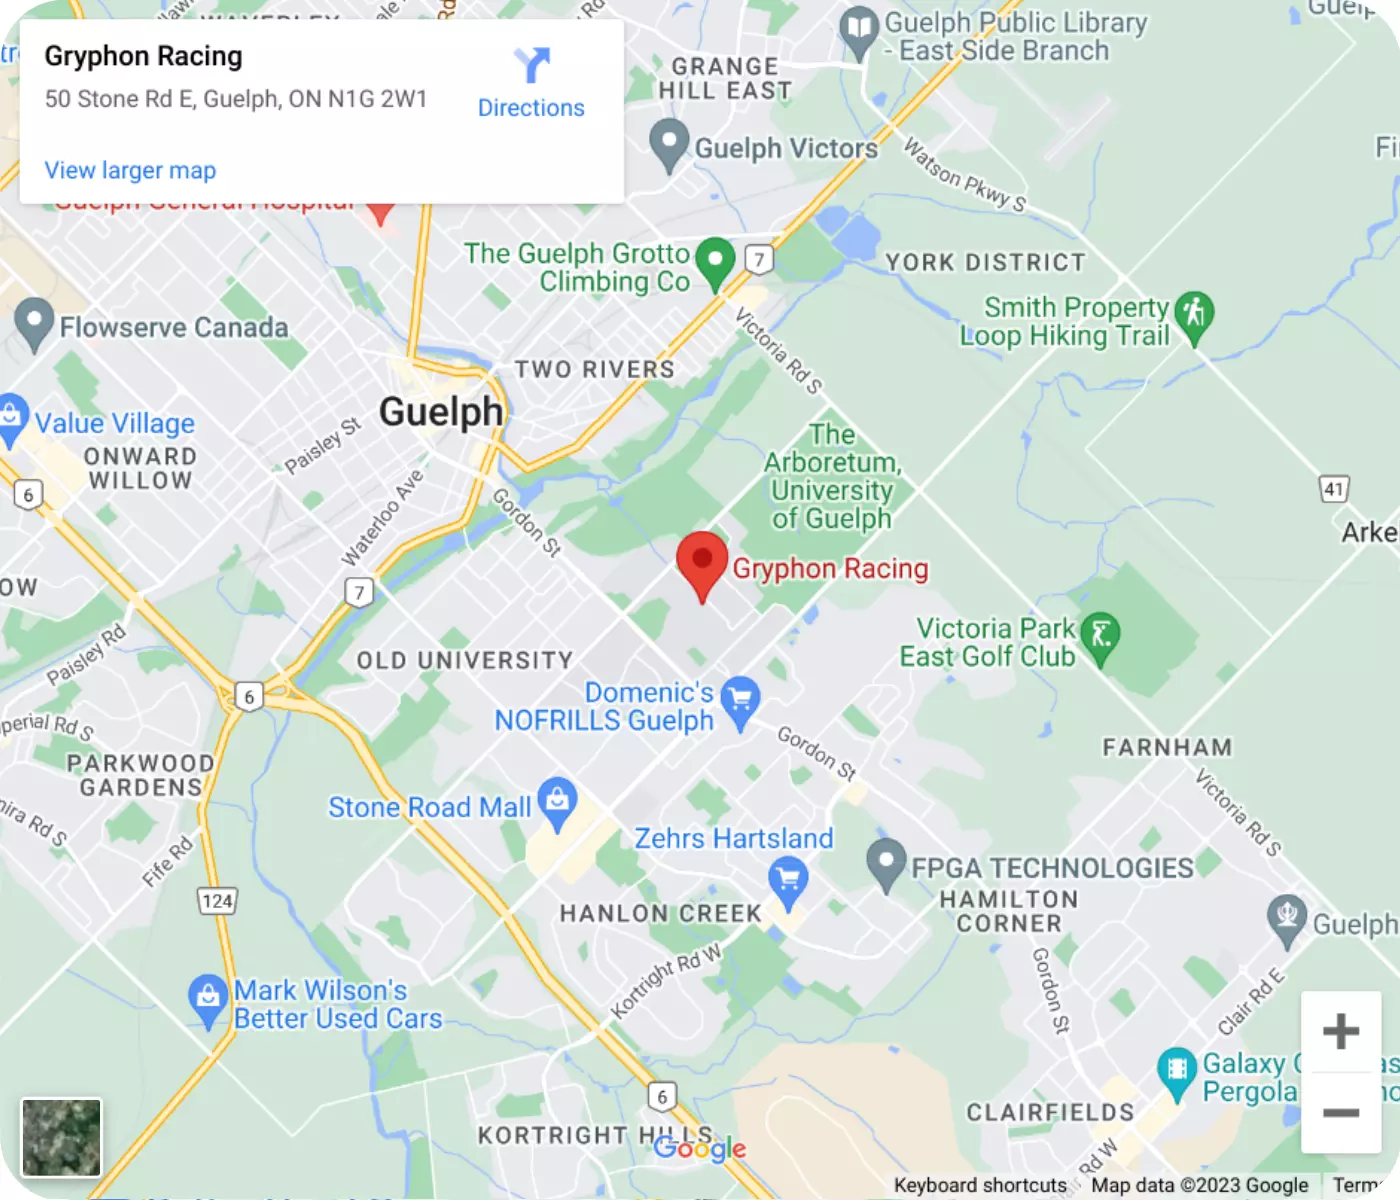 Gryphon Racing
50 Stone Rd E, Guelph, ON N1G 2W1
Directions
View larger map
Guelph General Hospital
WAVERLEY
Rd
Rd
GRANGE
HILL EAST
Guelph Public Library
- East Side Branch
Guelph Victors
Watson Pkwy S
The Guelph Grotto
Climbing Co
7
YORK DISTRICT
Smith Property
Loop Hiking Trail
Flowserve Canada
TWO RIVERS
Victoria Rd S
Guelph
Value Village
ONWARD
WILLOW
Paisley St
6
Waterloo Ave
Gordon St
The
Arboretum,
University
of Guelph
41
Arke
Gryphon Racing
OW
7
Paisley Rd
OLD UNIVERSITY
Victoria Park
East Golf Club
6
Domenic's
NOFRILLS Guelph
perial Rd S
Gordon St
FARNHAM
PARKWOOD
GARDENS
Stone Road Mall
Victoria Rd S
Zehrs Hartsland
Fife Rd
FPGA TECHNOLOGIES
124
HANLON CREEK
HAMILTON
CORNER
Guelph
Kortright Rd W
Gordon St
Clair Rd E
Mark Wilson's
Better Used Cars
Galaxy C
Pergola
6
CLAIRFIELDS
KORTRIGHT HILLS
Google
Rd W
Keyboard shortcuts
Map data ©2023 Google
Term